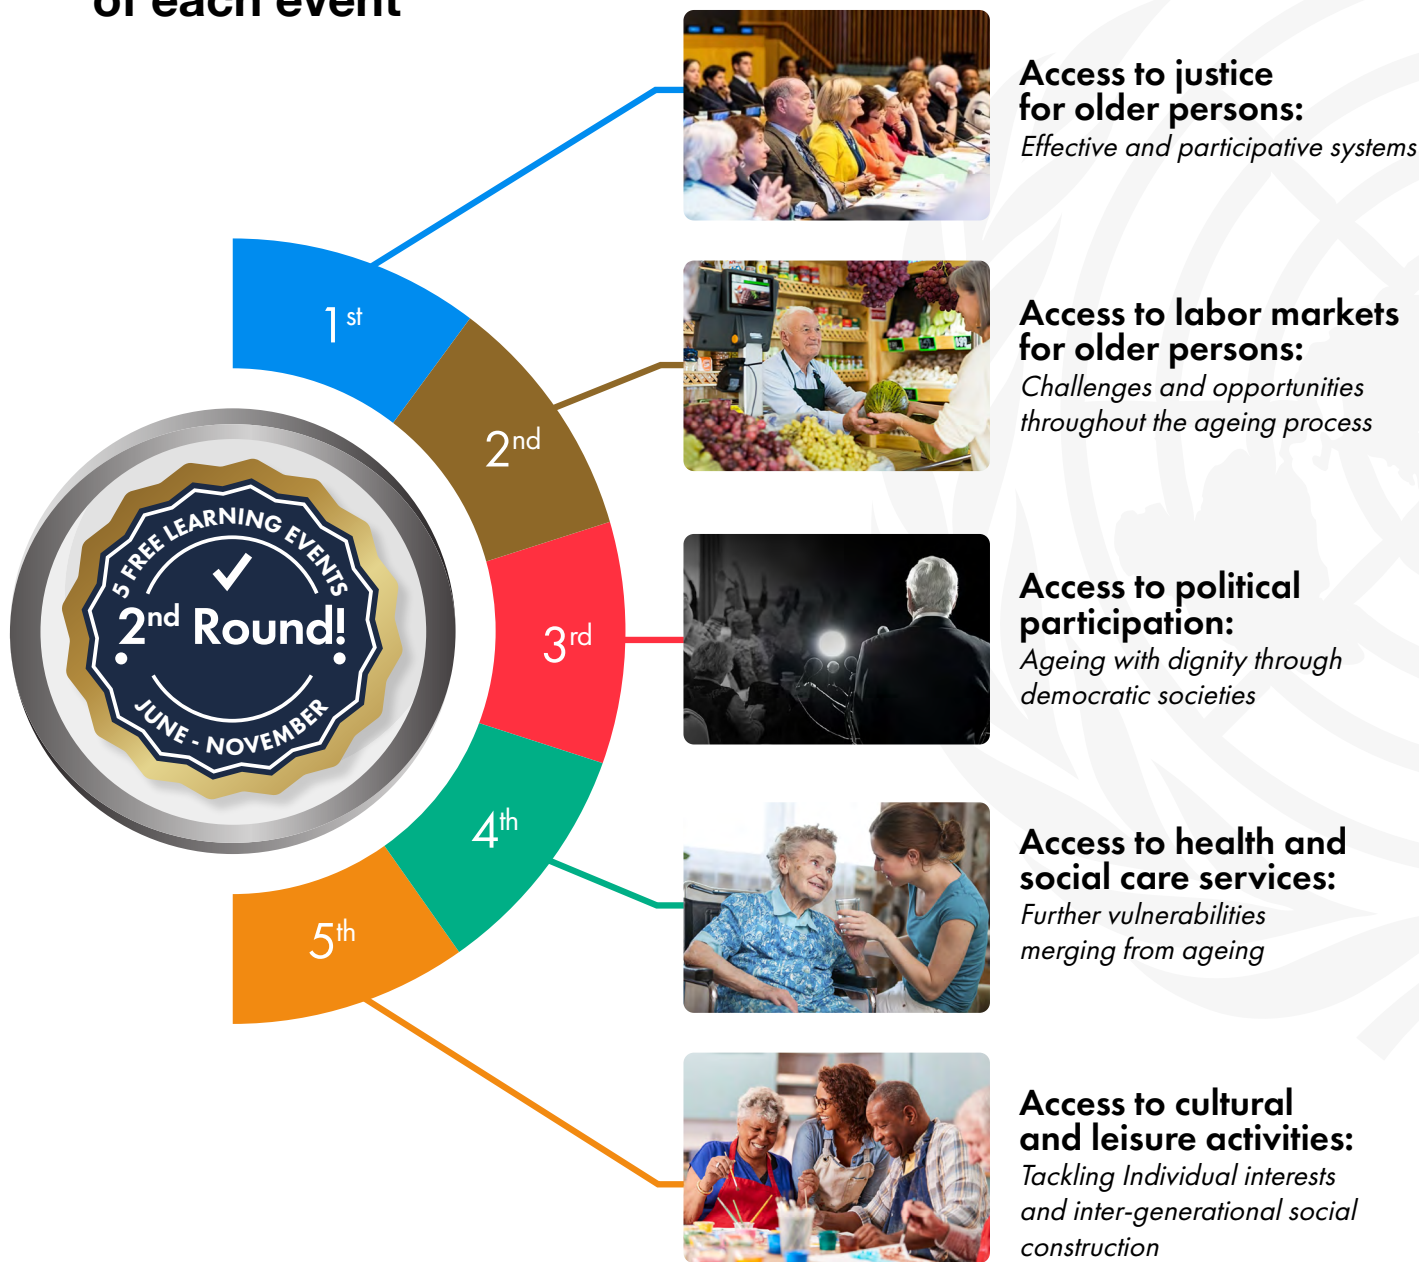 of each event
Access to justice
for older persons:
Effective and participative systems
1st
Access to labor markets
for older persons:
Challenges and opportunities
throughout the ageing process
2nd
5 FREE LEARNING EVENTS
2nd Round!
JUNE - NOVEMBER
3rd
Access to political
participation:
Ageing with dignity through
democratic societies
4th
Access to health and
social care services:
Further vulnerabilities
merging from ageing
5th
Access to cultural
and leisure activities:
Tackling Individual interests
and inter-generational social
construction